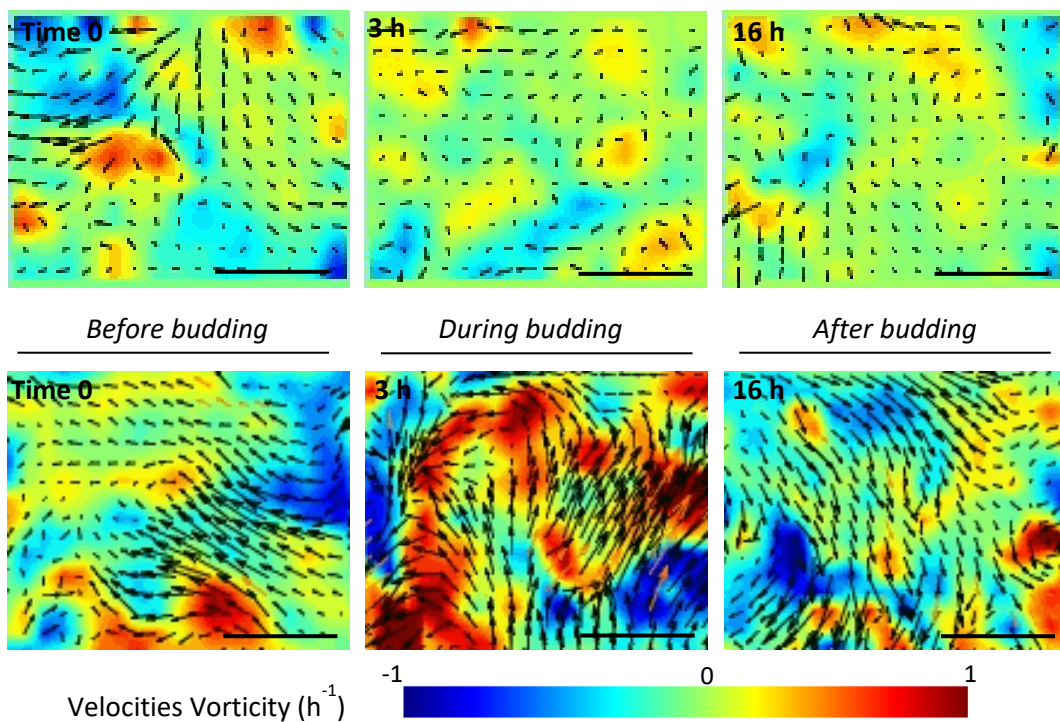 Time 0 3 h 16 h
Before budding During budding After budding
Time 0 3 h 16 h
-1 0 1
Velocities Vorticity (h-1)